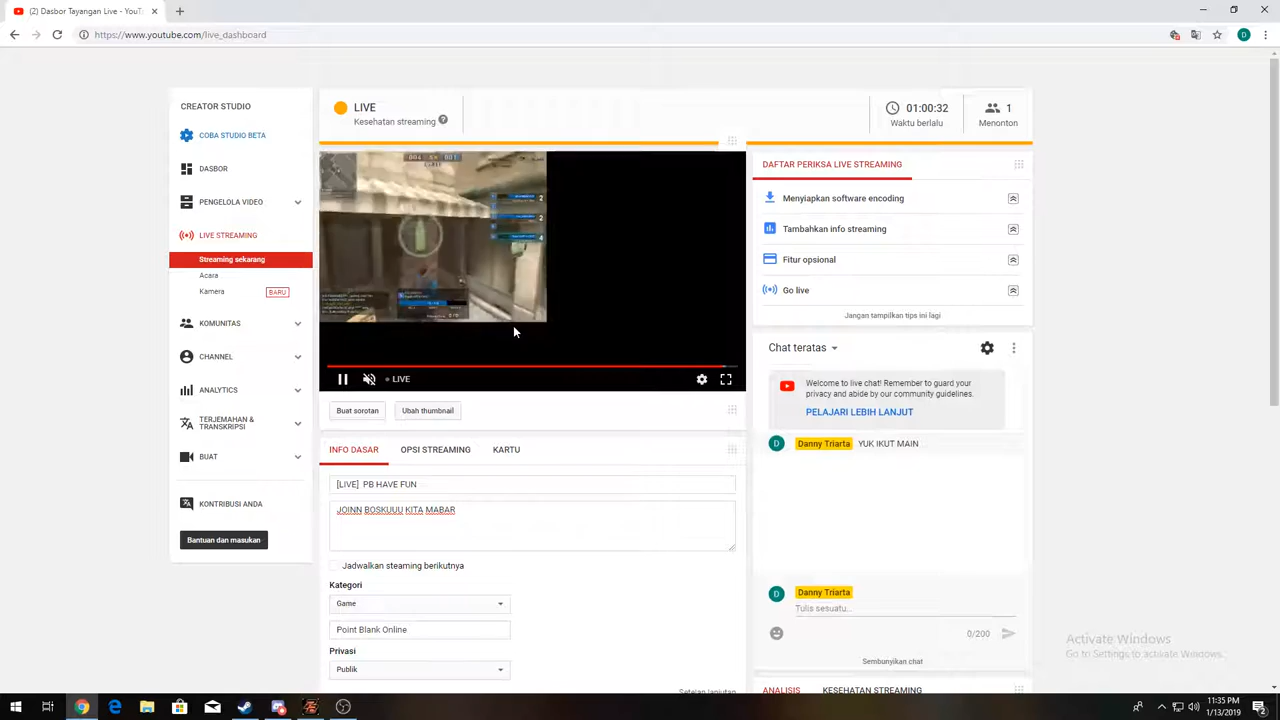 (2) Dasbor Tayangan Live - YouT
https://www.youtube.com/live_dashboard
CREATOR STUDIO
COBA STUDIO BETA
DASBOR
PENGELOLA VIDEO
LIVE STREAMING
Streaming sekarang
Acara
Kamera
BARU
KOMUNITAS
CHANNEL
ANALYTICS
TERJEMAHAN &
TRANSKRIPSI
BUAT
KONTRIBUSI ANDA
Bantuan dan masukan
LIVE
Kesehatan streaming
01:00:32
Waktu berlalu
1
Menonton
LIVE
Buat sorotan
Ubah thumbnail
INFO DASAR
OPSI STREAMING
KARTU
[LIVE] PB HAVE FUN
JOINN BOSKUUU KITA MABAR
Jadwalkan steaming berikutnya
Kategori
Game
Point Blank Online
Privasi
Publik
Setelan lanjutan
DAFTAR PERIKSA LIVE STREAMING
Menyiapkan software encoding
Tambahkan info streaming
Fitur opsional
Go live
Jangan tampilkan tips ini lagi
Chat teratas
Welcome to live chat! Remember to guard your
privacy and abide by our community guidelines.
PELAJARI LEBIH LANJUT
D
Danny Triarta YUK IKUT MAIN
D
Danny Triarta
Tulis sesuatu...
0/200
Sembunyikan chat
ANALISIS
KESEHATAN STREAMING
Activate Windows
Go to Settings to activate Windows.
11:35 PM
1/13/2019
2